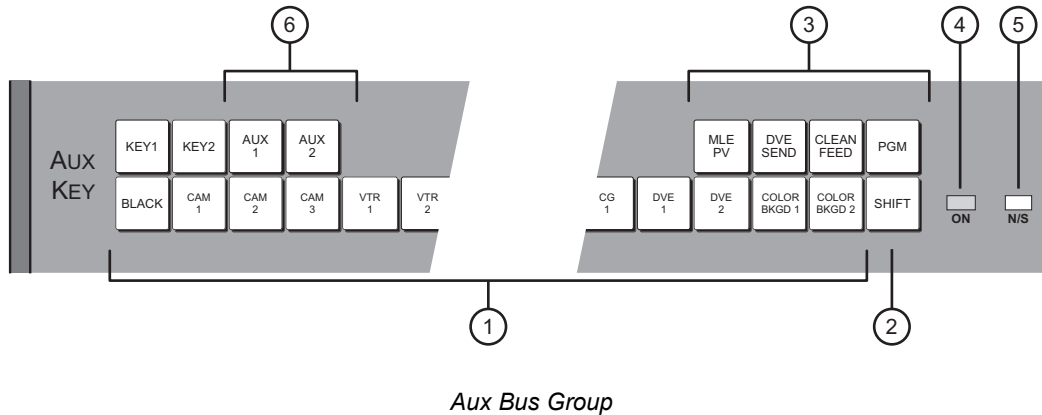 6 3 4 5
AUX KEY
KEY1 KEY2 AUX 1 AUX 2 MLE PV DVE SEND CLEAN FEED PGM
BLACK CAM 1 CAM 2 CAM 3 VTR 1 VTR 2 CG 1 DVE 1 DVE 2 COLOR BKGD 1 COLOR BKGD 2 SHIFT
ON N/S
1 2
Aux Bus Group